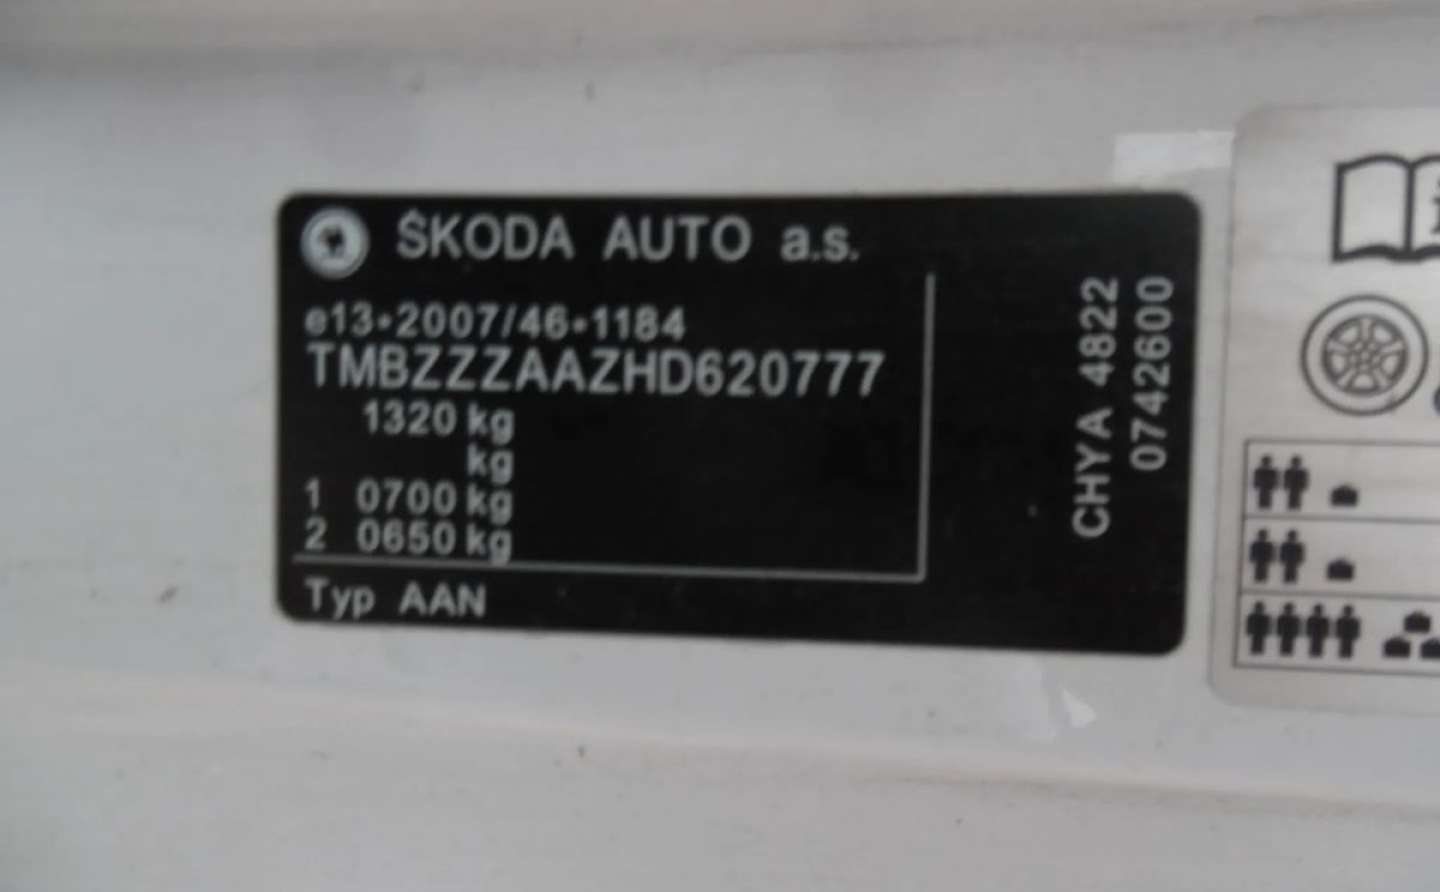 ŠKODA AUTO a.s.
e13*2007/46*1184
TMBZZZAAZHD620777
1320 kg
kg
1 0700 kg
2 0650 kg
Typ AAN
CHYA 4822
0742600